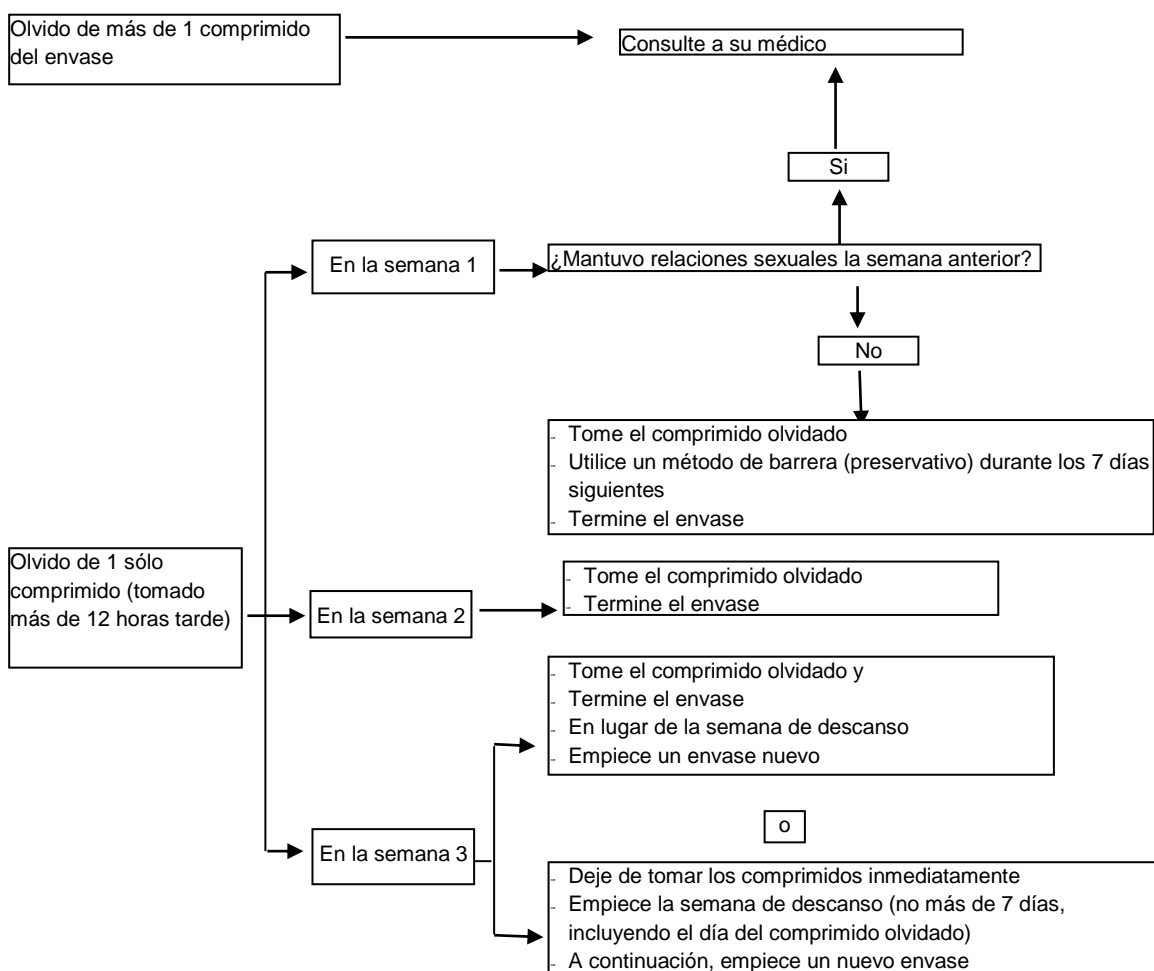 Olvido de más de 1 comprimido
del envase
Consulte a su médico
Si
En la semana 1
¿Mantuvo relaciones sexuales la semana anterior?
No
- Tome el comprimido olvidado
- Utilice un método de barrera (preservativo) durante los 7 días
siguientes
- Termine el envase
Olvido de 1 sólo
comprimido (tomado
más de 12 horas tarde)
En la semana 2
- Tome el comprimido olvidado
- Termine el envase
- Tome el comprimido olvidado y
- Termine el envase
- En lugar de la semana de descanso
- Empiece un envase nuevo
o
En la semana 3
- Deje de tomar los comprimidos inmediatamente
- Empiece la semana de descanso (no más de 7 días,
incluyendo el día del comprimido olvidado)
- A continuación, empiece un nuevo envase